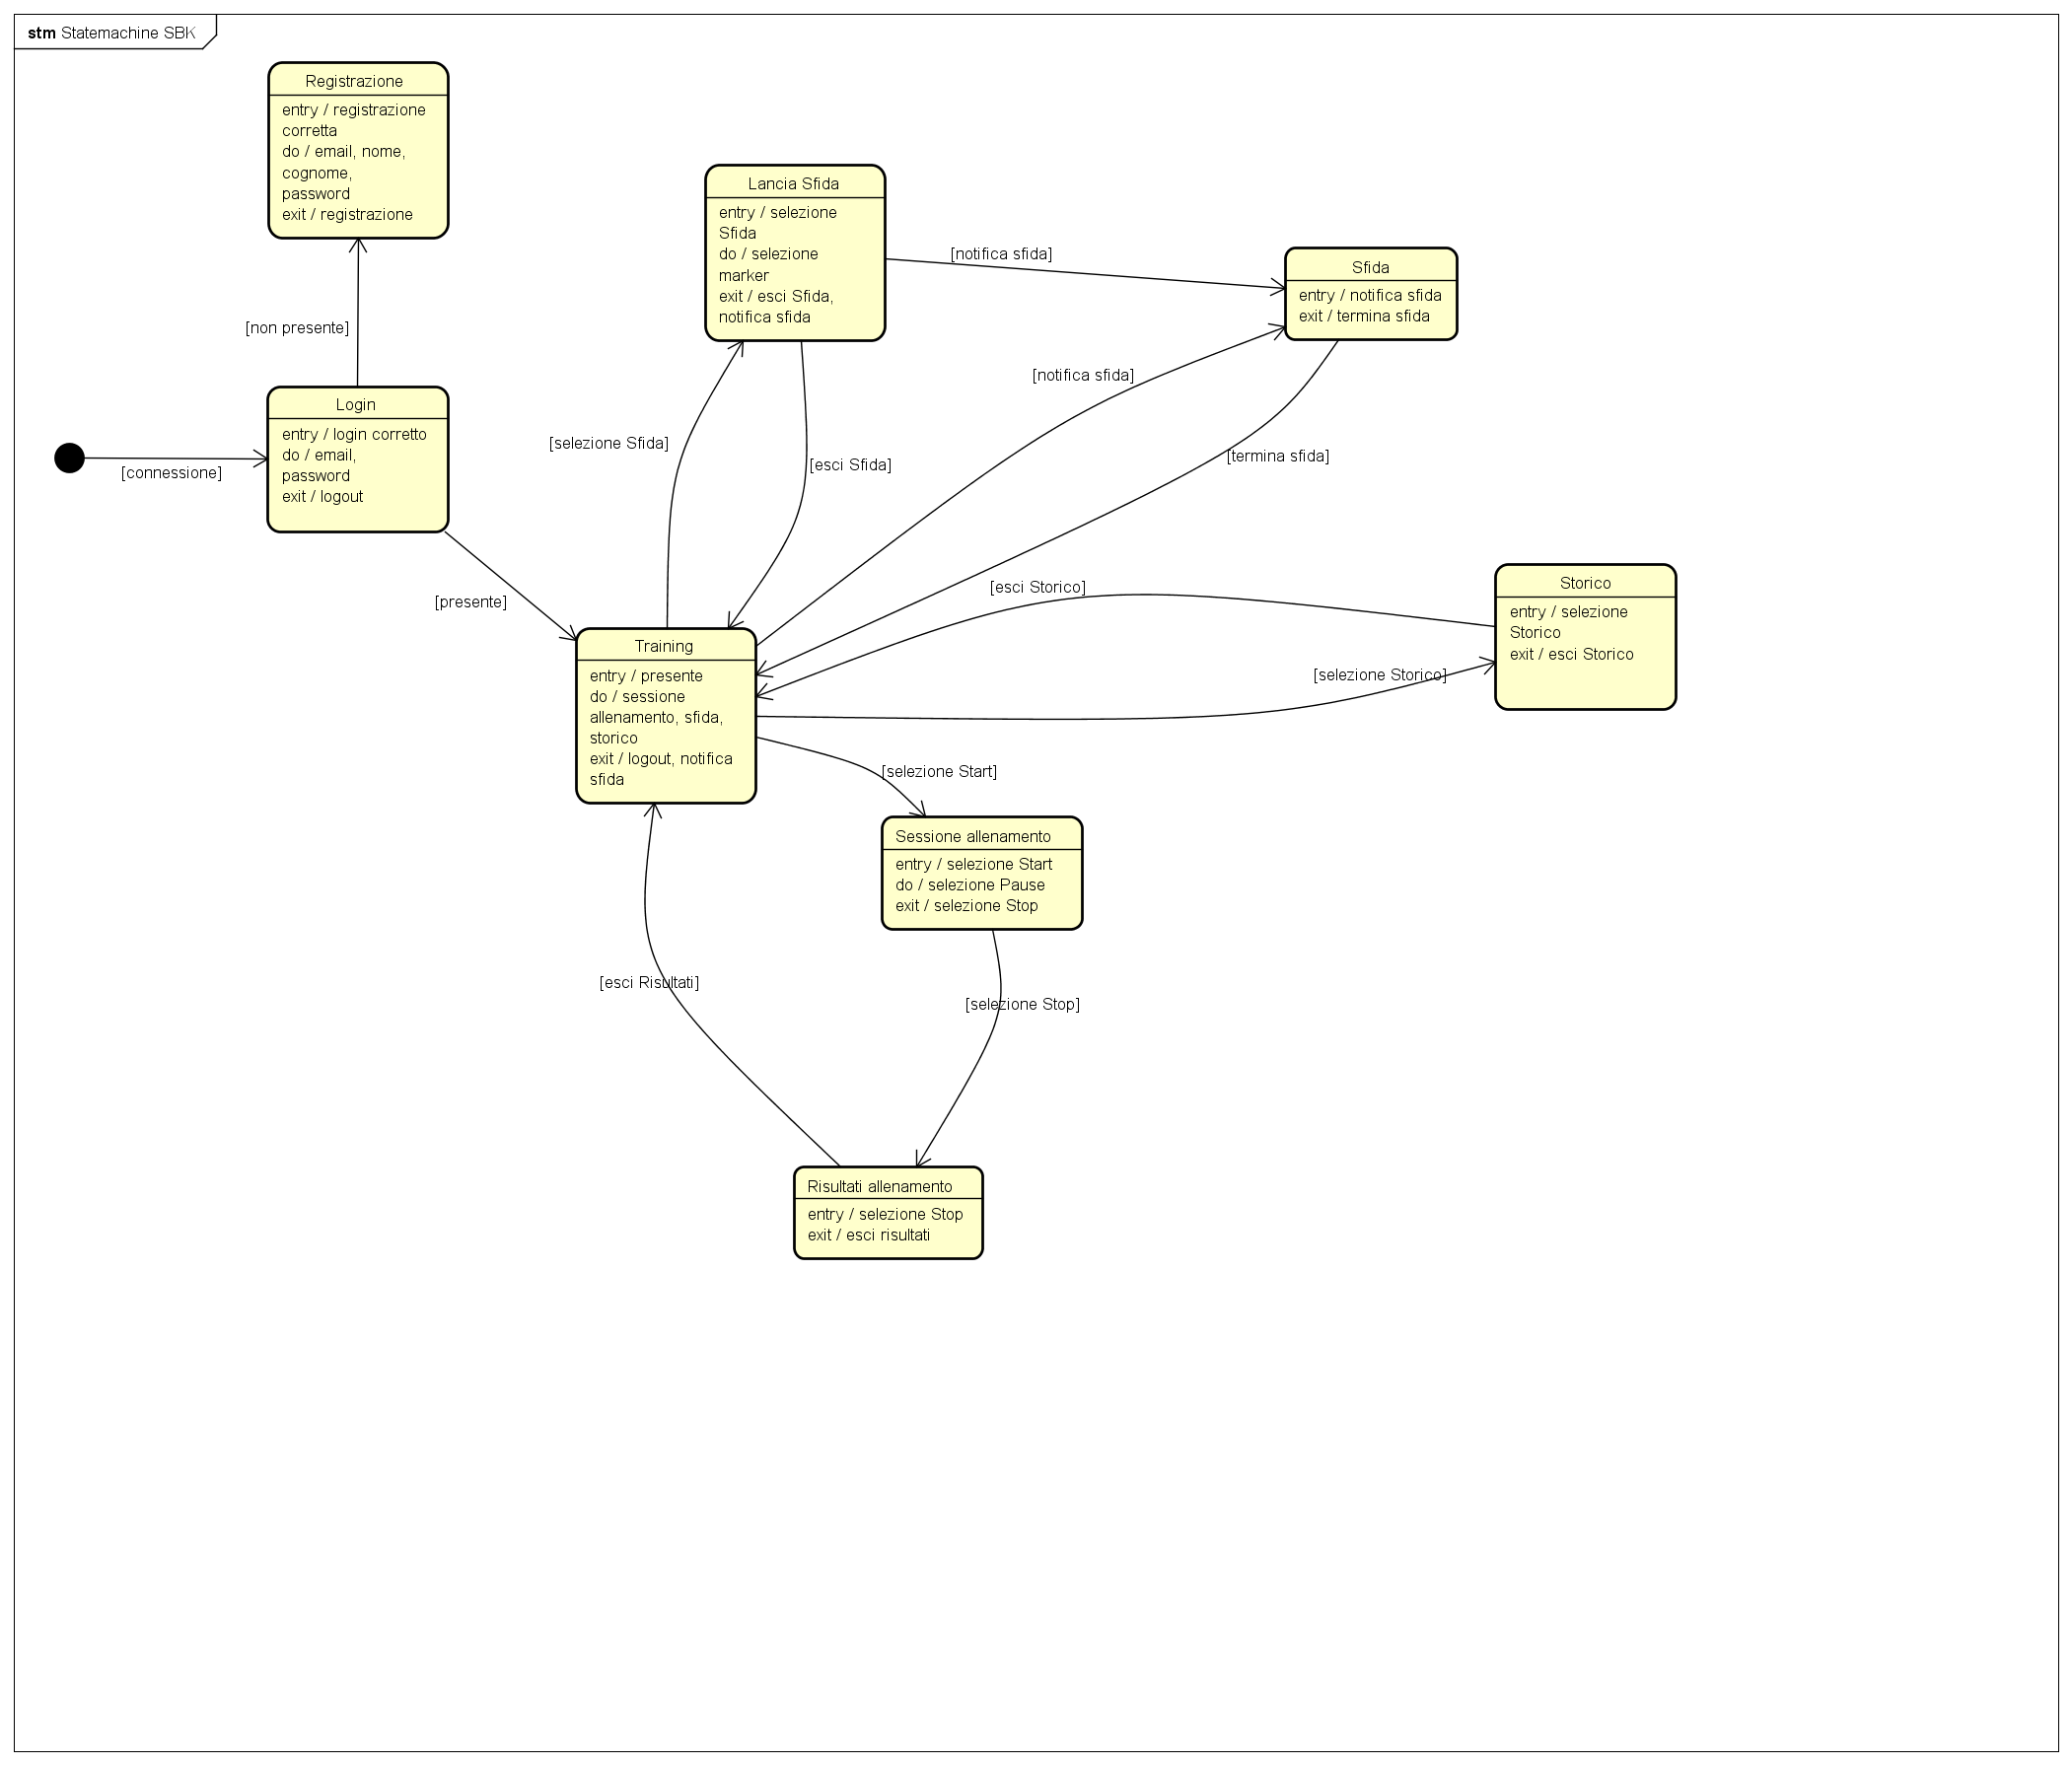 stm Statemachine SBK
Registrazione
entry / registrazione
corretta
do / email, nome,
cognome,
password
exit / registrazione
Lancia Sfida
entry / selezione
Sfida
do / selezione
marker
exit / esci Sfida,
notifica sfida
[notifica sfida]
Sfida
entry / notifica sfida
exit / termina sfida
[non presente]
[notifica sfida]
Login
entry / login corretto
do / email,
password
exit / logout
[connessione]
[selezione Sfida]
[esci Sfida]
[termina sfida]
[presente]
[esci Storico]
Storico
entry / selezione
Storico
exit / esci Storico
[selezione Storico]
Training
entry / presente
do / sessione
allenamento, sfida,
storico
exit / logout, notifica
sfida
[selezione Start]
Sessione allenamento
entry / selezione Start
do / selezione Pause
exit / selezione Stop
[esci Risultati]
[selezione Stop]
Risultati allenamento
entry / selezione Stop
exit / esci risultati